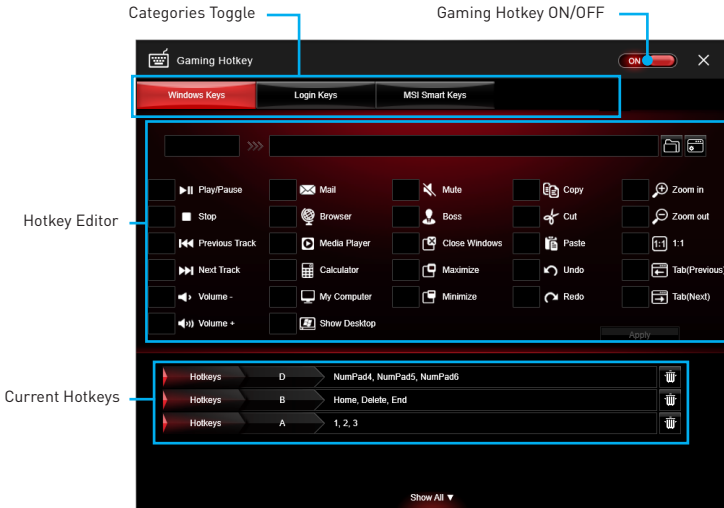 Categories Toggle
Gaming Hotkey ON/OFF
Gaming Hotkey
ON
Windows Keys
Login Keys
MSI Smart Keys
Hotkey Editor
Play/Pause
Mail
Mute
Copy
Zoom in
Stop
Browser
Boss
Cut
Zoom out
Previous Track
Media Player
Close Windows
Paste
1:1
1:1
Next Track
Calculator
Maximize
Undo
Tab(Previous)
Volume -
My Computer
Minimize
Redo
Tab(Next)
Volume +
Show Desktop
Apply
Current Hotkeys
Hotkeys D NumPad4, NumPad5, NumPad6
Hotkeys B Home, Delete, End
Hotkeys A 1, 2, 3
Show All ▼